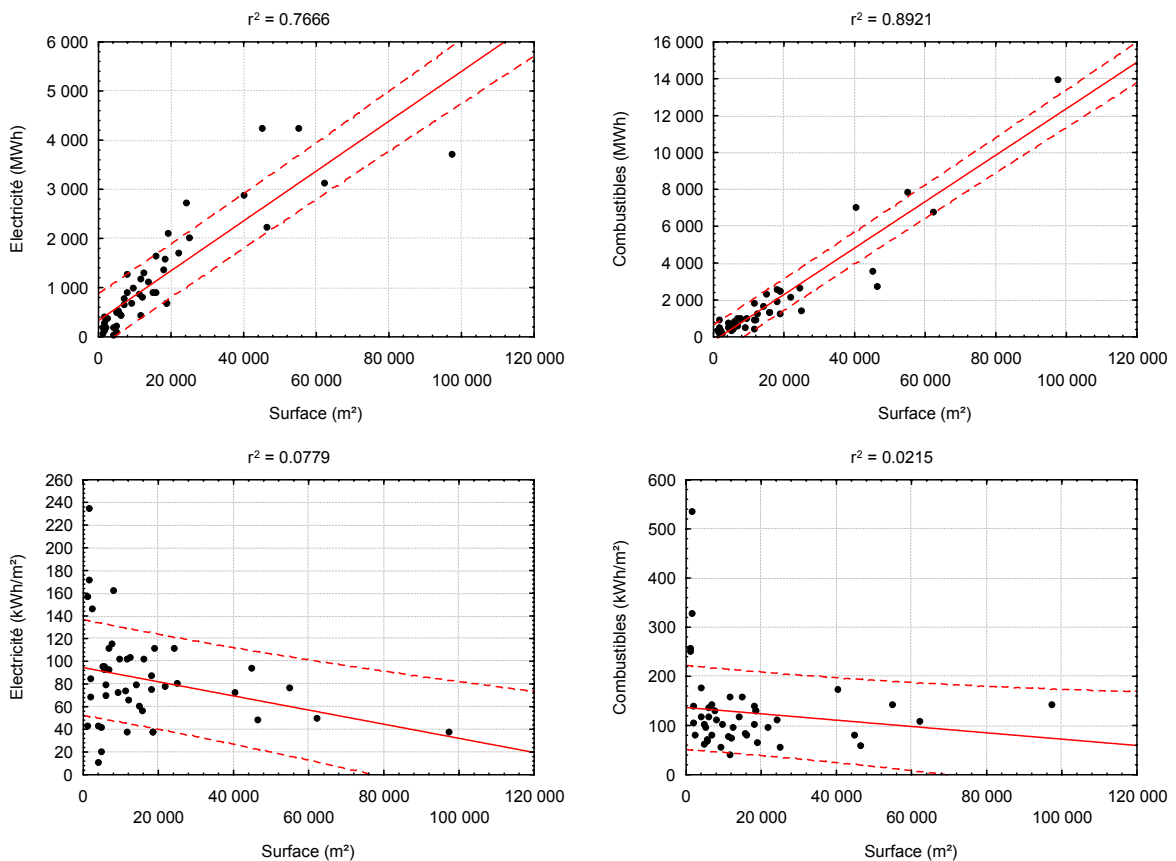 r² = 0.7666
6 000
5 000
4 000
3 000
2 000
1 000
0
Electricité (MWh)
0 40 000 80 000 120 000
20 000 60 000 100 000
Surface (m²)
r² = 0.8921
16 000
14 000
12 000
10 000
8 000
6 000
4 000
2 000
0
Combustibles (MWh)
0 40 000 80 000 120 000
20 000 60 000 100 000
Surface (m²)
r² = 0.0779
260
240
220
200
180
160
140
120
100
80
60
40
20
0
Electricité (kWh/m²)
0 40 000 80 000 120 000
20 000 60 000 100 000
Surface (m²)
r² = 0.0215
600
500
400
300
200
100
0
Combustibles (kWh/m²)
0 40 000 80 000 120 000
20 000 60 000 100 000
Surface (m²)